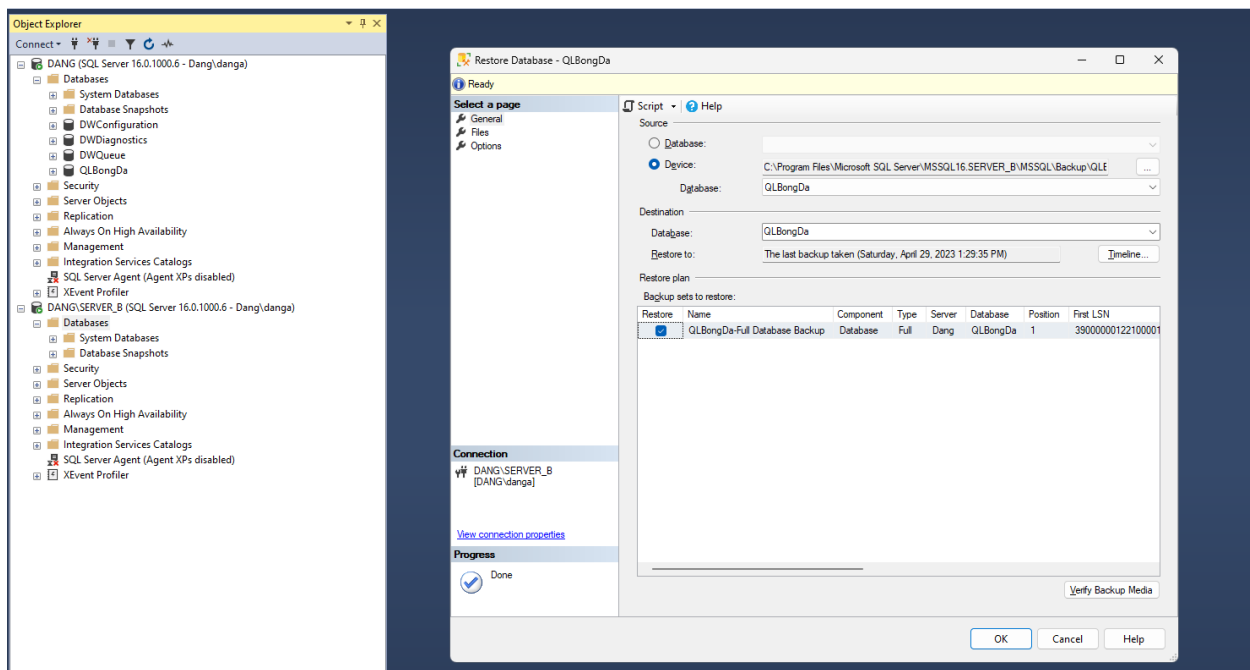 Object Explorer
Connect
DANG (SQL Server 16.0.1000.6 - Dang\danga)
Databases
System Databases
Database Snapshots
DWConfiguration
DWDiagnostics
DWQueue
QLBongDa
Security
Server Objects
Replication
Always On High Availability
Management
Integration Services Catalogs
SQL Server Agent (Agent XPs disabled)
XEvent Profiler
DANG\SERVER_B (SQL Server 16.0.1000.6 - Dang\danga)
Databases
System Databases
Database Snapshots
Security
Server Objects
Replication
Always On High Availability
Management
Integration Services Catalogs
SQL Server Agent (Agent XPs disabled)
XEvent Profiler
Restore Database - QLBongDa
Ready
Select a page
General
Files
Options
Connection
DANG\SERVER_B
[DANG\danga]
View connection properties
Progress
Done
Script Help
Source
Database:
Device: C:\Program Files\Microsoft SQL Server\MSSQL16.SERVER_B\MSSQL\Backup\QLE ...
Database: QLBongDa
Destination
Database: QLBongDa
Restore to: The last backup taken (Saturday, April 29, 2023 1:29:35 PM) Timeline...
Restore plan
Backup sets to restore:
Restore Name Component Type Server Database Position First LSN
QLBongDa-Full Database Backup Database Full Dang QLBongDa 1 39000000122100001
Verify Backup Media
OK Cancel Help